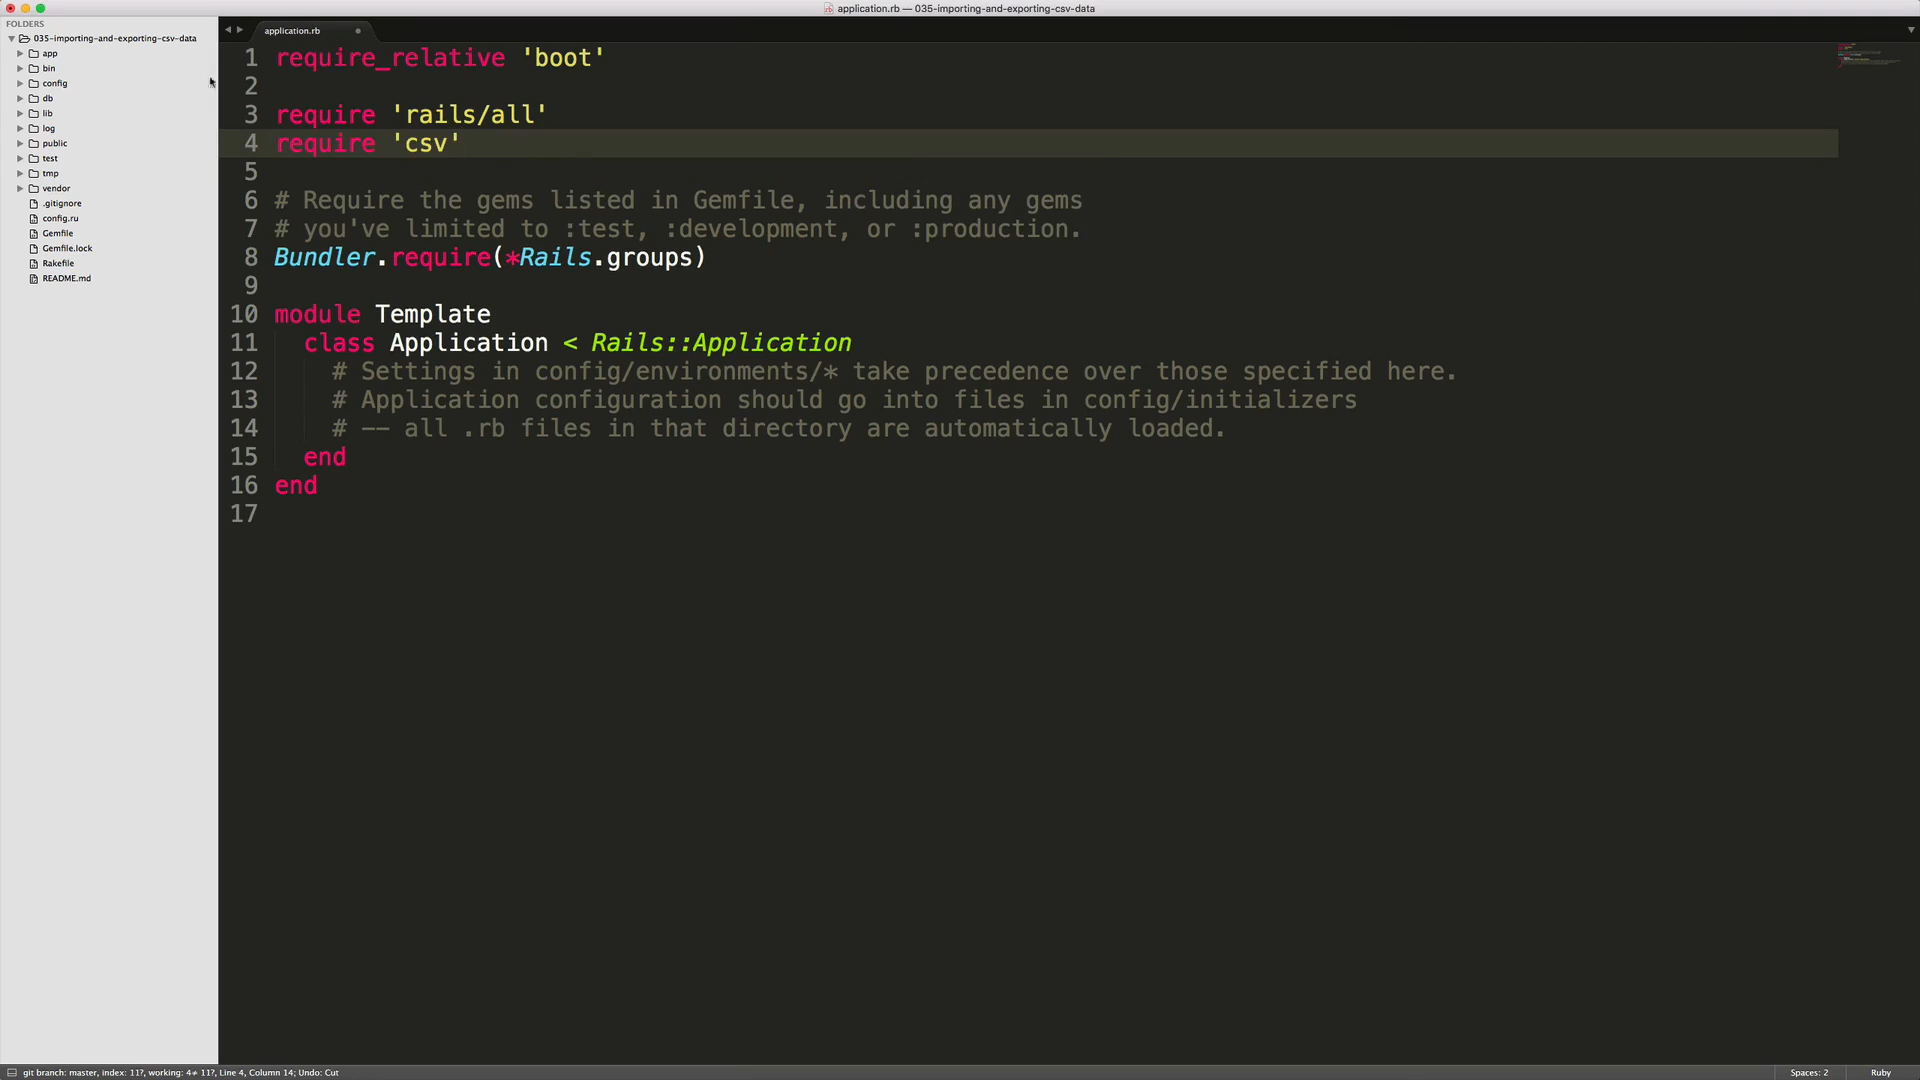 application.rb — 035-importing-and-exporting-csv-data
FOLDERS
035-importing-and-exporting-csv-data
app
bin
config
db
lib
log
public
test
tmp
vendor
.gitignore
config.ru
Gemfile
Gemfile.lock
Rakefile
README.md
application.rb
1 require_relative 'boot'
2
3 require 'rails/all'
4 require 'csv'
5
6 # Require the gems listed in Gemfile, including any gems
7 # you've limited to :test, :development, or :production.
8 Bundler.require(*Rails.groups)
9
10 module Template
11 class Application < Rails::Application
12 # Settings in config/environments/* take precedence over those specified here.
13 # Application configuration should go into files in config/initializers
14 # -- all .rb files in that directory are automatically loaded.
15 end
16 end
17
git branch: master, index: 11?, working: 4≠ 11?, Line 4, Column 14; Undo: Cut
Spaces: 2
Ruby